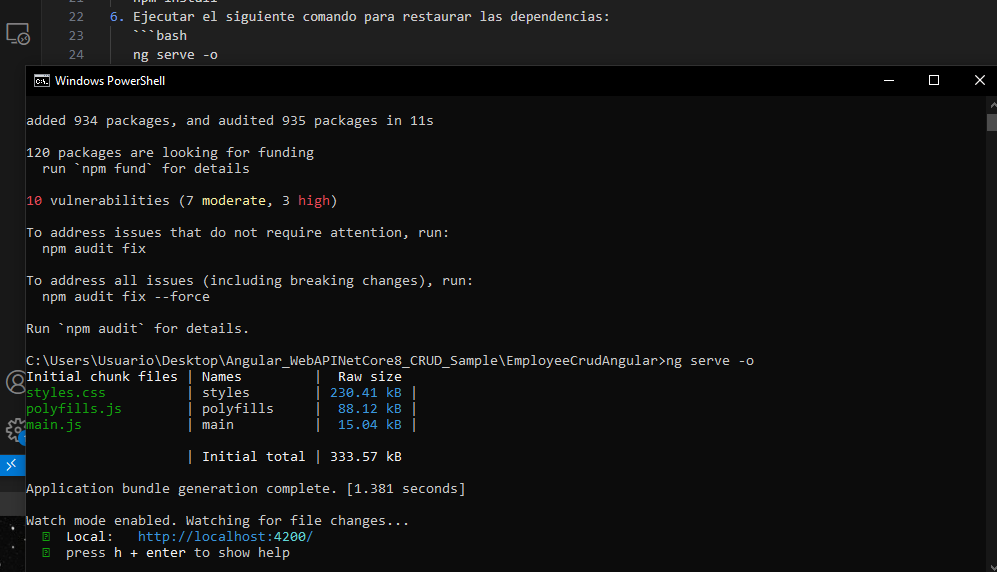 21 npm install
22 6. Ejecutar el siguiente comando para restaurar las dependencias:
23 ```bash
24 ng serve -o
Windows PowerShell
added 934 packages, and audited 935 packages in 11s
120 packages are looking for funding
run `npm fund` for details
10 vulnerabilities (7 moderate, 3 high)
To address issues that do not require attention, run:
npm audit fix
To address all issues (including breaking changes), run:
npm audit fix --force
Run `npm audit` for details.
C:\Users\Usuario\Desktop\Angular_WebAPINetCore8_CRUD_Sample\EmployeeCrudAngular>ng serve -o
Initial chunk files | Names | Raw size
styles.css | styles | 230.41 kB |
polyfills.js | polyfills | 88.12 kB |
main.js | main | 15.04 kB |
| Initial total | 333.57 kB
Application bundle generation complete. [1.381 seconds]
Watch mode enabled. Watching for file changes...
Local: http://localhost:4200/
press h + enter to show help